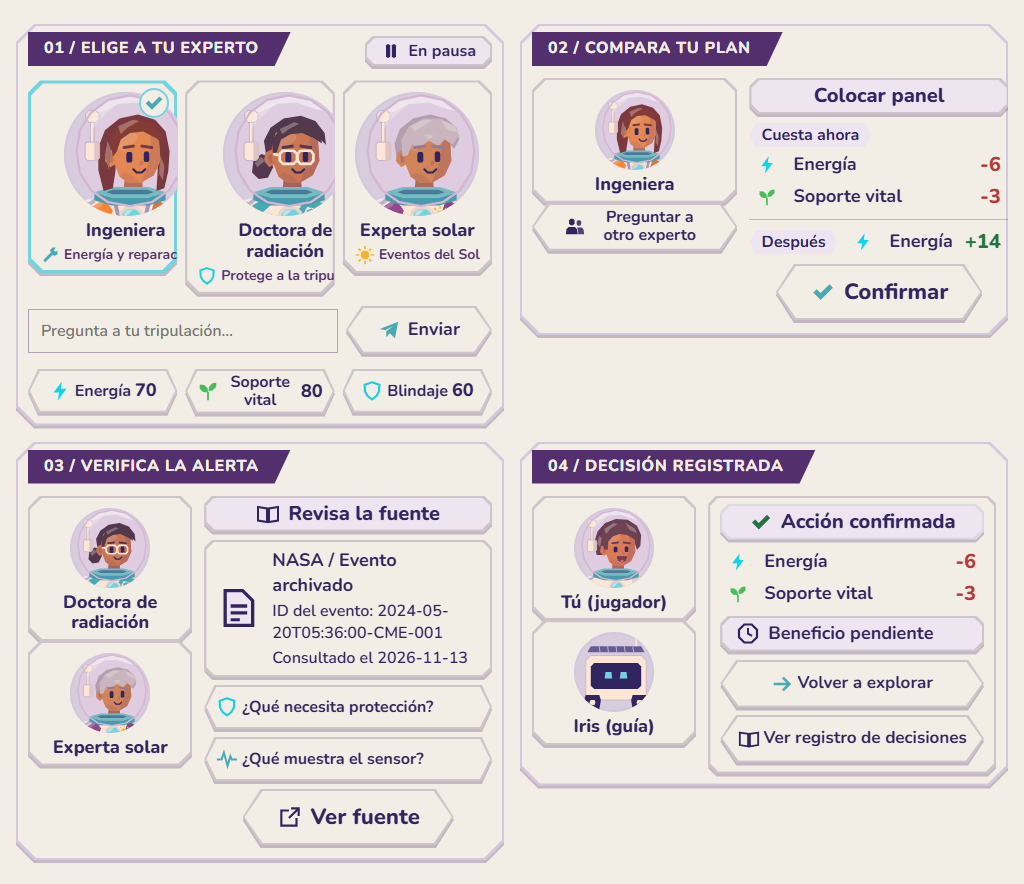 01 / ELIGE A TU EXPERTO
En pausa
Ingeniera
Energía y reparac
Doctora de
radiación
Protege a la tripu
Experta solar
Eventos del Sol
Pregunta a tu tripulación...
Enviar
Energía 70
Soporte
vital 80
Blindaje 60
02 / COMPARA TU PLAN
Ingeniera
Preguntar a
otro experto
Colocar panel
Cuesta ahora
Energía -6
Soporte vital -3
Después Energía +14
Confirmar
03 / VERIFICA LA ALERTA
Doctora de
radiación
Experta solar
Revisa la fuente
NASA / Evento
archivado
ID del evento: 2024-05-
20T05:36:00-CME-001
Consultado el 2026-11-13
¿Qué necesita protección?
¿Qué muestra el sensor?
Ver fuente
04 / DECISIÓN REGISTRADA
Tú (jugador)
Iris (guía)
Acción confirmada
Energía -6
Soporte vital -3
Beneficio pendiente
Volver a explorar
Ver registro de decisiones